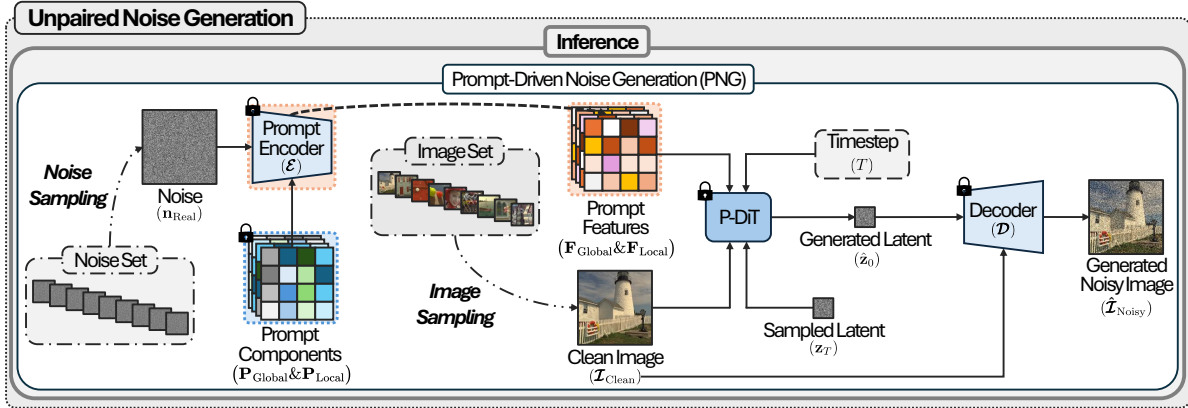 Unpaired Noise Generation
Inference
Prompt-Driven Noise Generation (PNG)
Noise
Sampling
Noise Set
Noise
(n_Real)
Prompt
Encoder
(ℰ)
Prompt
Components
(P_Global&P_Local)
Image Set
Image
Sampling
Prompt
Features
(F_Global&F_Local)
Clean Image
(ℐ_Clean)
Timestep
(T)
P-DiT
Generated Latent
(ẑ_0)
Sampled Latent
(z_T)
Decoder
(𝒟)
Generated
Noisy Image
(ℐ̂_Noisy)